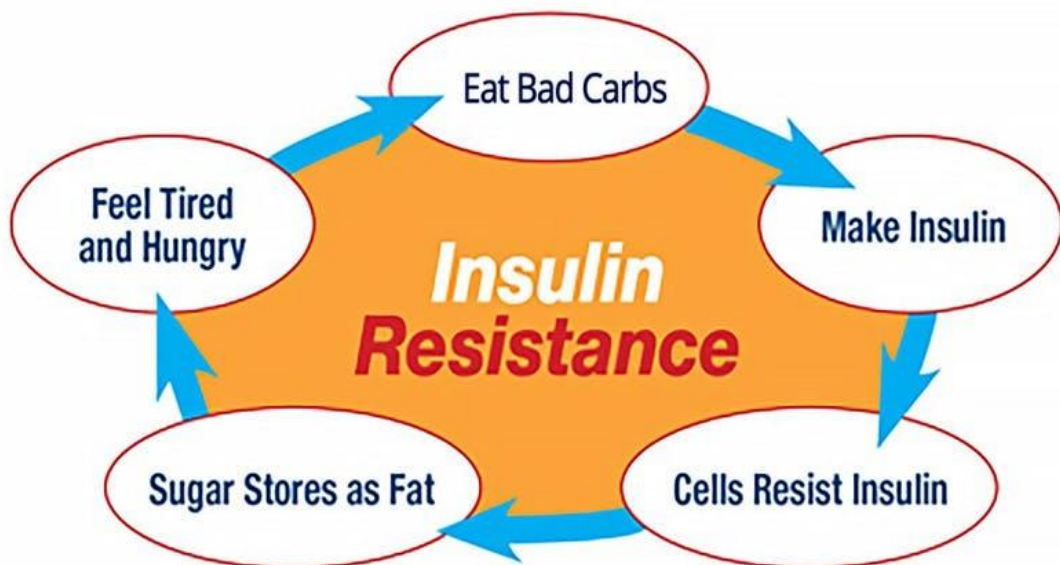 Eat Bad Carbs
Make Insulin
Cells Resist Insulin
Sugar Stores as Fat
Feel Tired
and Hungry
Insulin
Resistance